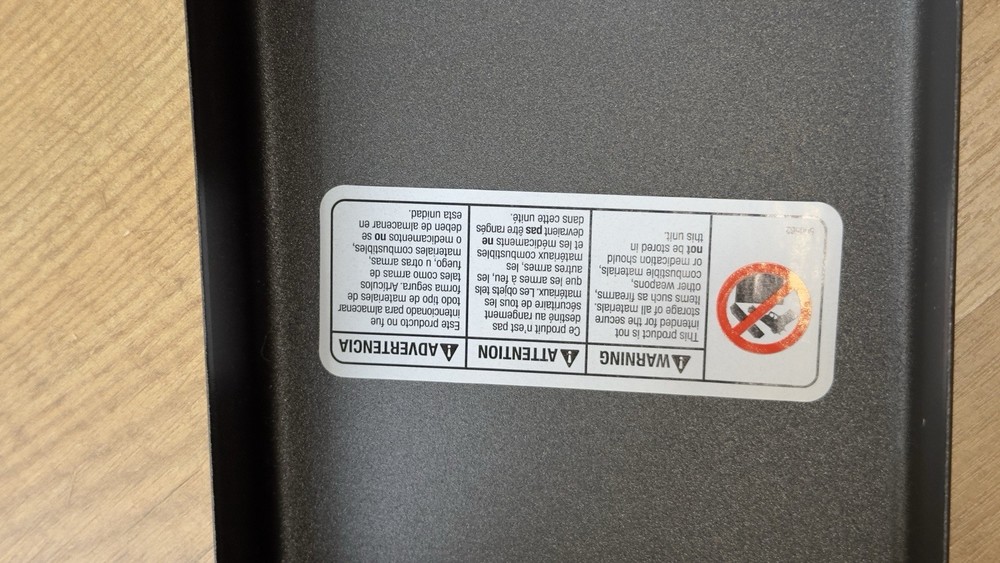 WARNING
This product is not
intended for the secure
storage of all materials.
Items such as firearms,
other weapons,
combustible materials,
or medication should
not be stored in
this unit.
ATTENTION
Ce produit n'est pas
destiné au rangement
sécuritaire de tous les
matériaux. Les objets tels
que les armes à feu, les
autres armes, les
matériaux combustibles
et les médicaments ne
devraient pas être rangés
dans cette unité.
ADVERTENCIA
Este producto no fue
intencionado para almacenar
todo tipo de materiales de
forma segura. Artículos
tales como armas de
fuego, u otras armas,
materiales combustibles,
o medicamentos no se
deben de almacenar en
esta unidad.